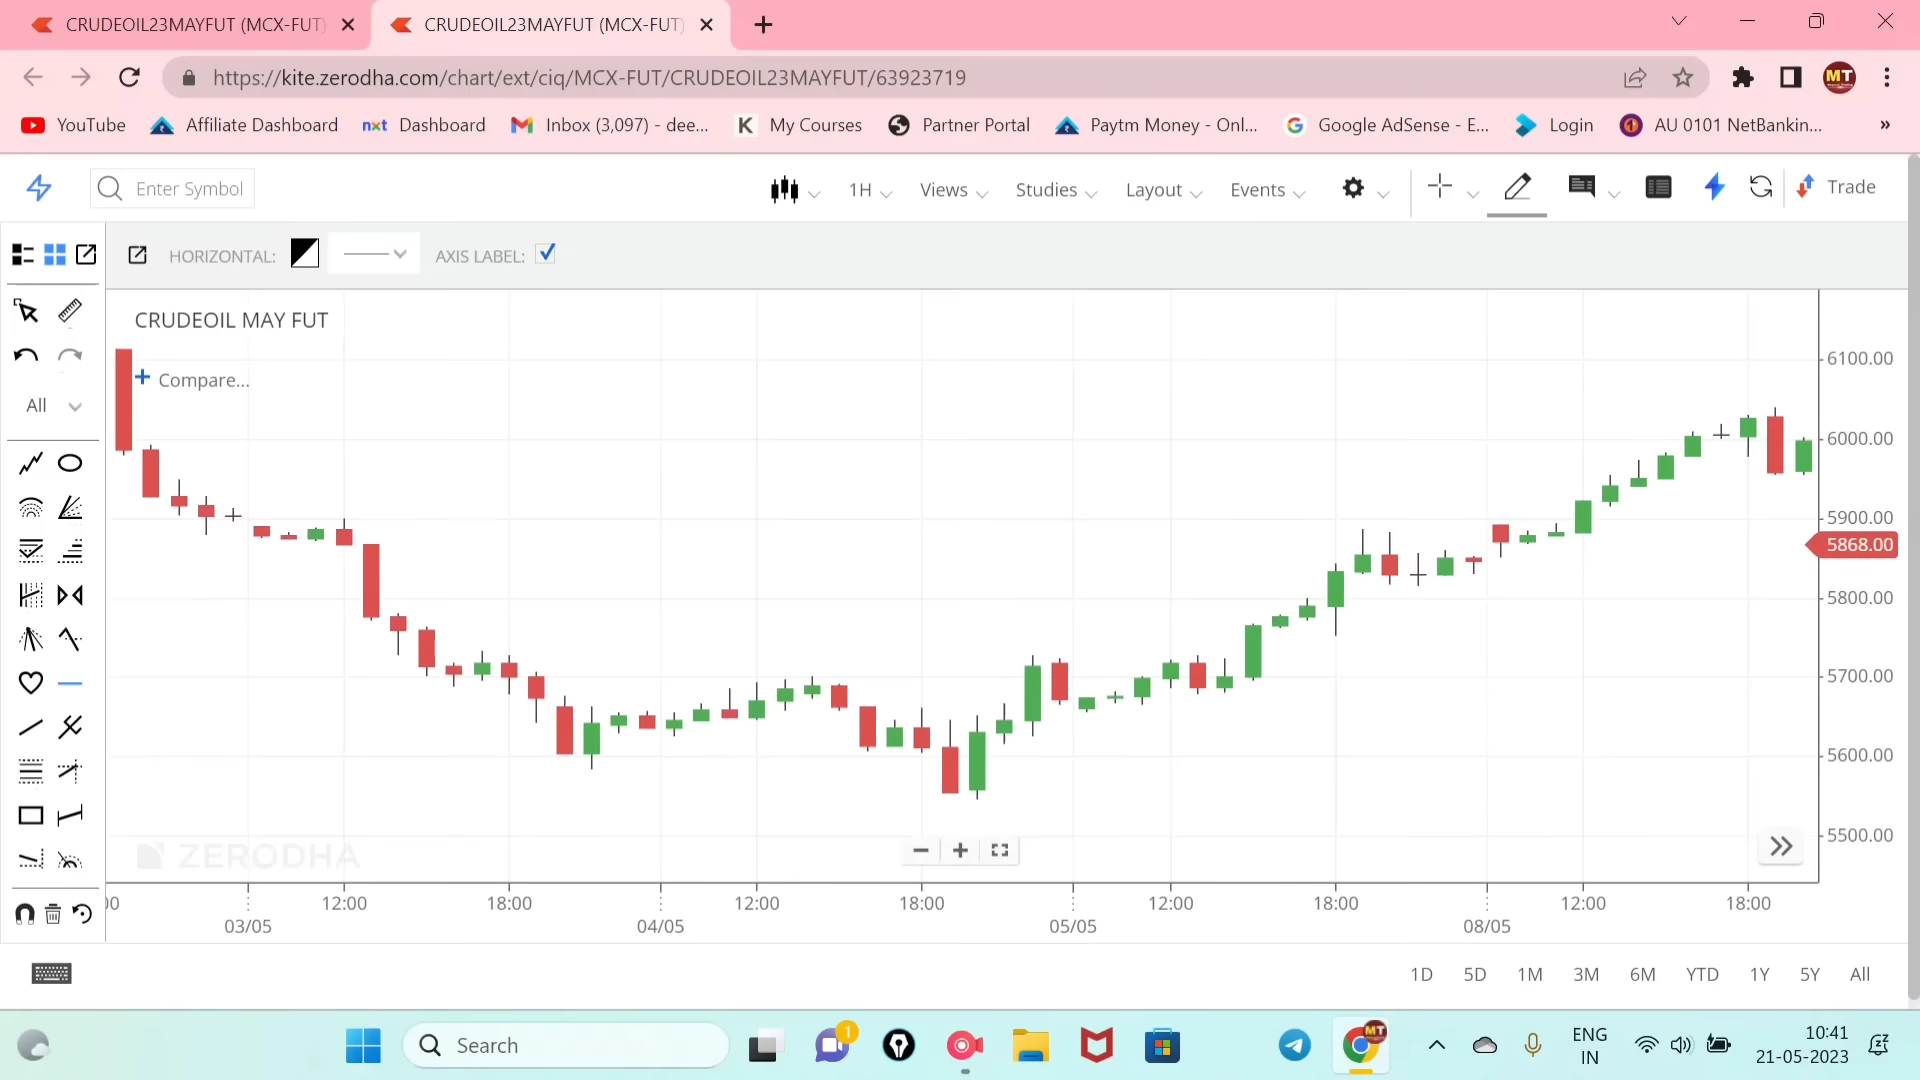 CRUDEOIL23MAYFUT (MCX-FUT)
CRUDEOIL23MAYFUT (MCX-FUT)
https://kite.zerodha.com/chart/ext/ciq/MCX-FUT/CRUDEOIL23MAYFUT/63923719
MT
YouTube Affiliate Dashboard nxt Dashboard Inbox (3,097) - dee... K My Courses Partner Portal Paytm Money - Onl... Google AdSense - E... Login AU 0101 NetBankin... »
Enter Symbol 1H Views Studies Layout Events Trade
HORIZONTAL: AXIS LABEL:
CRUDEOIL MAY FUT
Compare...
All
6100.00
6000.00
5900.00
5868.00
5800.00
5700.00
5600.00
5500.00
ZERODHA
00 12:00 18:00 12:00 18:00 12:00 18:00 12:00 18:00
03/05 04/05 05/05 08/05
1D 5D 1M 3M 6M YTD 1Y 5Y All
Search
1
MT
ENG
IN
10:41
21-05-2023